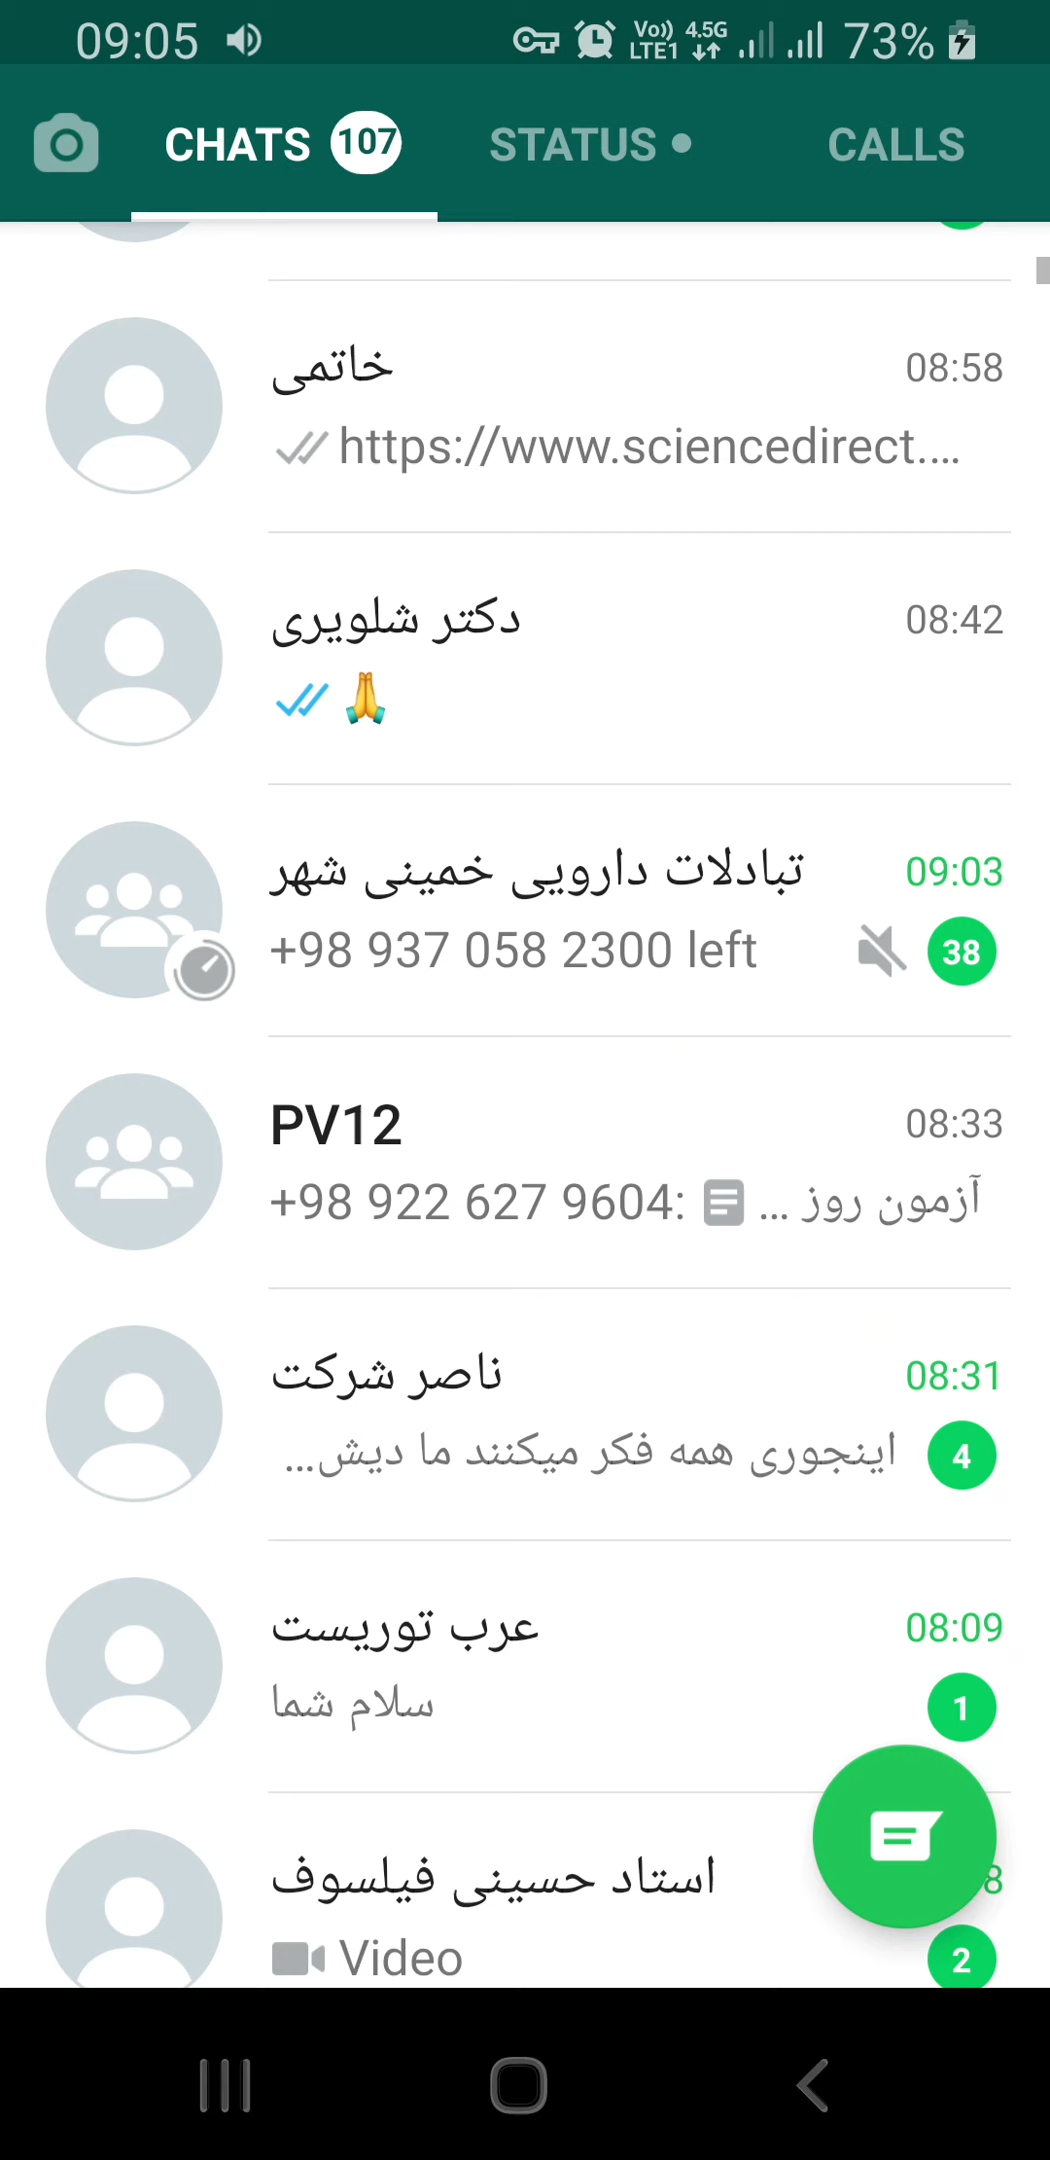 09:05 Vo)) LTE1 4.5G 73%
CHATS 107 STATUS CALLS
خاتمی 08:58
https://www.sciencedirect.…
دکتر شلویری 08:42
🙏
تبادلات دارویی خمینی شهر 09:03
+98 937 058 2300 left 38
PV12 08:33
+98 922 627 9604: آزمون روز ...
ناصر شرکت 08:31
اینجوری همه فکر میکنند ما دیش... 4
عرب توریست 08:09
سلام شما 1
استاد حسینی فیلسوف
Video 2